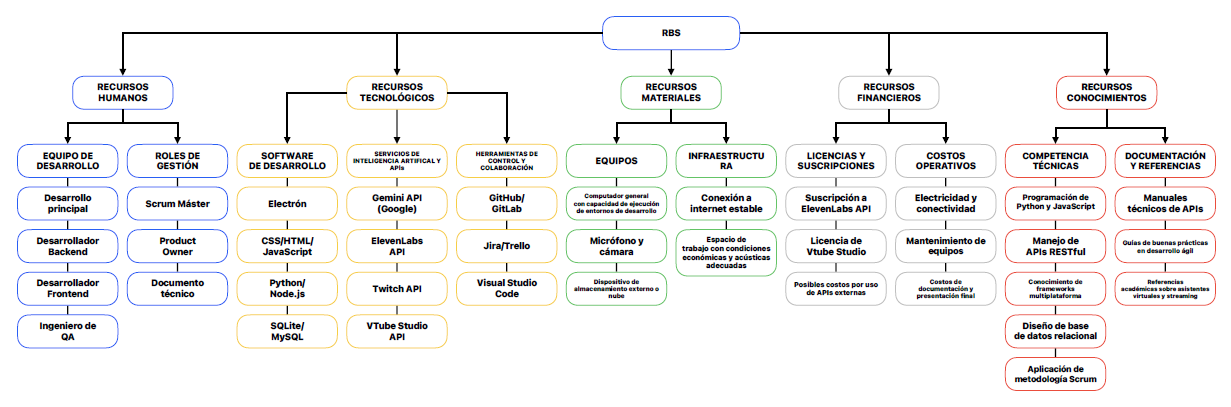 RBS
RECURSOS
HUMANOS
EQUIPO DE
DESARROLLO
Desarrollo
principal
Desarrollador
Backend
Desarrollador
Frontend
Ingeniero de
QA
ROLES DE
GESTIÓN
Scrum Máster
Product
Owner
Documento
técnico
RECURSOS
TECNOLÓGICOS
SOFTWARE
DE DESARROLLO
Electrón
CSS/HTML/
JavaScript
Python/
Node.js
SQLite/
MySQL
SERVICIOS DE
INTELIGENCIA ARTIFICAL Y
APIs
Gemini API
(Google)
ElevenLabs
API
Twitch API
VTube Studio
API
HERRAMIENTAS DE
CONTROL Y
COLABORACIÓN
GitHub/
GitLab
Jira/Trello
Visual Studio
Code
RECURSOS
MATERIALES
EQUIPOS
Computador general
con capacidad de ejecución
de entornos de desarrollo
Micrófono y
cámara
Dispositivo de
almacenamiento externo o
nube
INFRAESTRUCTU
RA
Conexión a
internet estable
Espacio de
trabajo con condiciones
económicas y acústicas
adecuadas
RECURSOS
FINANCIEROS
LICENCIAS Y
SUSCRIPCIONES
Suscripción a
ElevenLabs API
Licencia de
Vtube Studio
Posibles costos por uso
de APIs externas
COSTOS
OPERATIVOS
Electricidad y
conectividad
Mantenimiento de
equipos
Costos de
documentación y
presentación final
RECURSOS
CONOCIMIENTOS
COMPETENCIA
TÉCNICAS
Programación de
Python y JavaScript
Manejo de
APIs RESTful
Conocimiento de
frameworks
multiplataforma
Diseño de base
de datos relacional
Aplicación de
metodología Scrum
DOCUMENTACIÓN
Y REFERENCIAS
Manuales
técnicos de APIs
Guías de buenas prácticas
en desarrollo ágil
Referencias
académicas sobre asistentes
virtuales y streaming